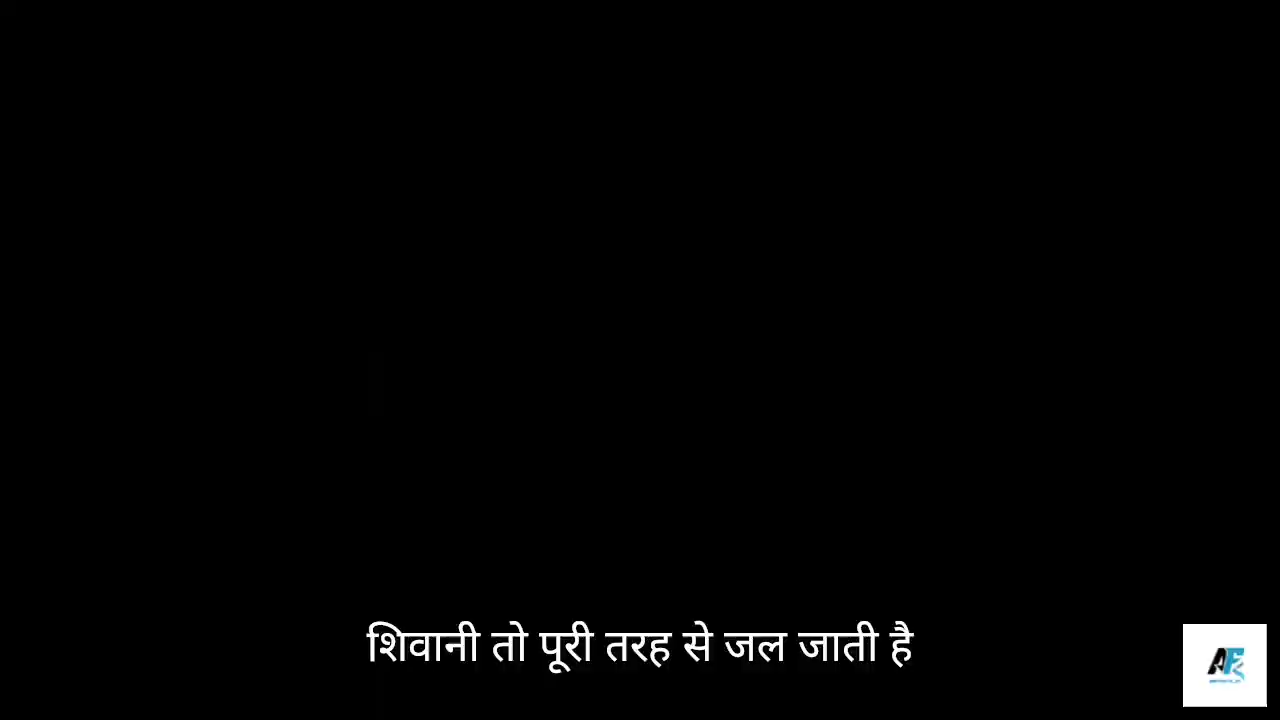 शिवानी तो पूरी तरह से जल जाती है